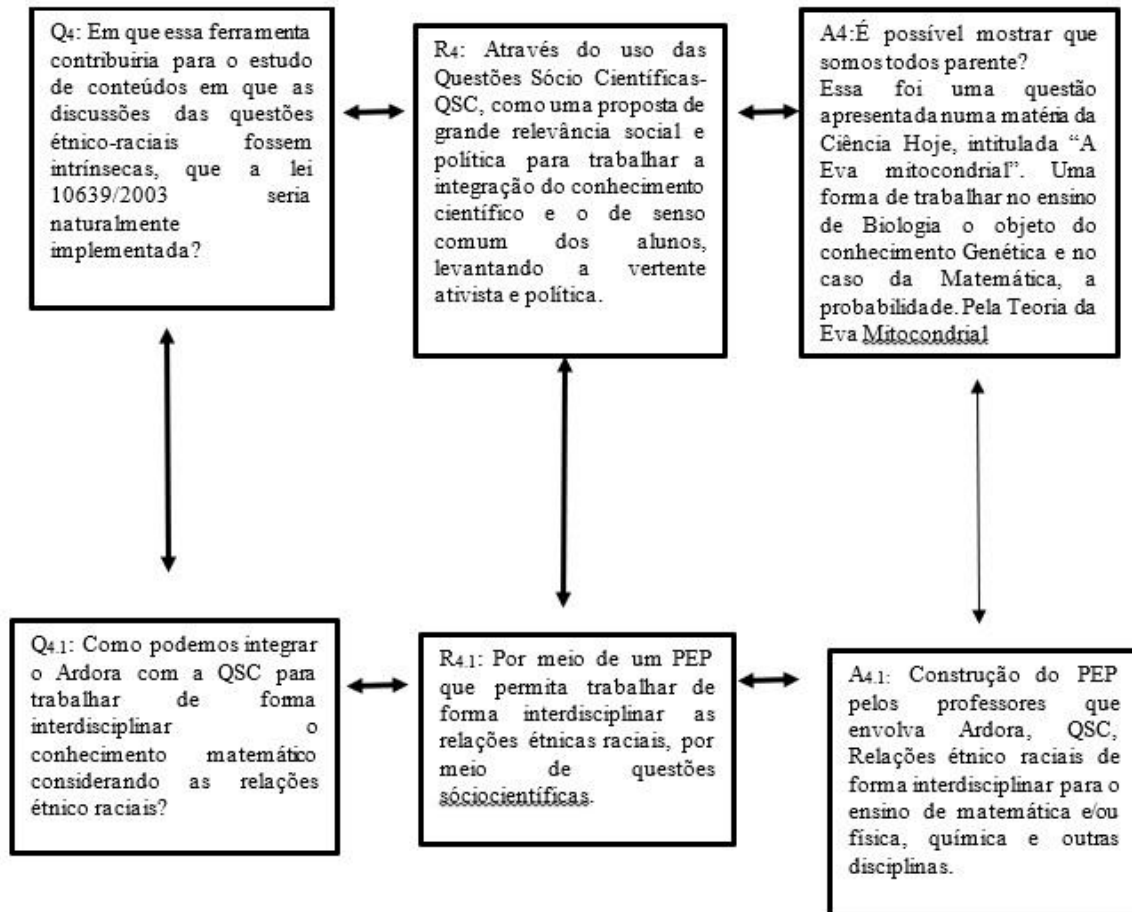 Q4: Em que essa ferramenta
contribuiria para o estudo
de conteúdos em que as
discussões das questões
étnico-raciais fossem
intrínsecas, que a lei
10639/2003 seria
naturalmente
implementada?
R4: Através do uso das
Questões Sócio Científicas-
QSC, como uma proposta de
grande relevância social e
política para trabalhar a
integração do conhecimento
científico e o de senso
comum dos alunos,
levantando a vertente
ativista e política.
A4:É possível mostrar que
somos todos parente?
Essa foi uma questão
apresentada numa matéria da
Ciência Hoje, intitulada “A
Eva mitocondrial”. Uma
forma de trabalhar no ensino
de Biologia o objeto do
conhecimento Genética e no
caso da Matemática, a
probabilidade. Pela Teoria da
Eva Mitocondrial
Q4.1: Como podemos integrar
o Ardora com a QSC para
trabalhar de forma
interdisciplinar o
conhecimento matemático
considerando as relações
étnico raciais?
R4.1: Por meio de um PEP
que permita trabalhar de
forma interdisciplinar as
relações étnicas raciais, por
meio de questões
sóciocientíficas.
A4.1: Construção do PEP
pelos professores que
envolva Ardora, QSC,
Relações étnico raciais de
forma interdisciplinar para o
ensino de matemática e/ou
física, química e outras
disciplinas.